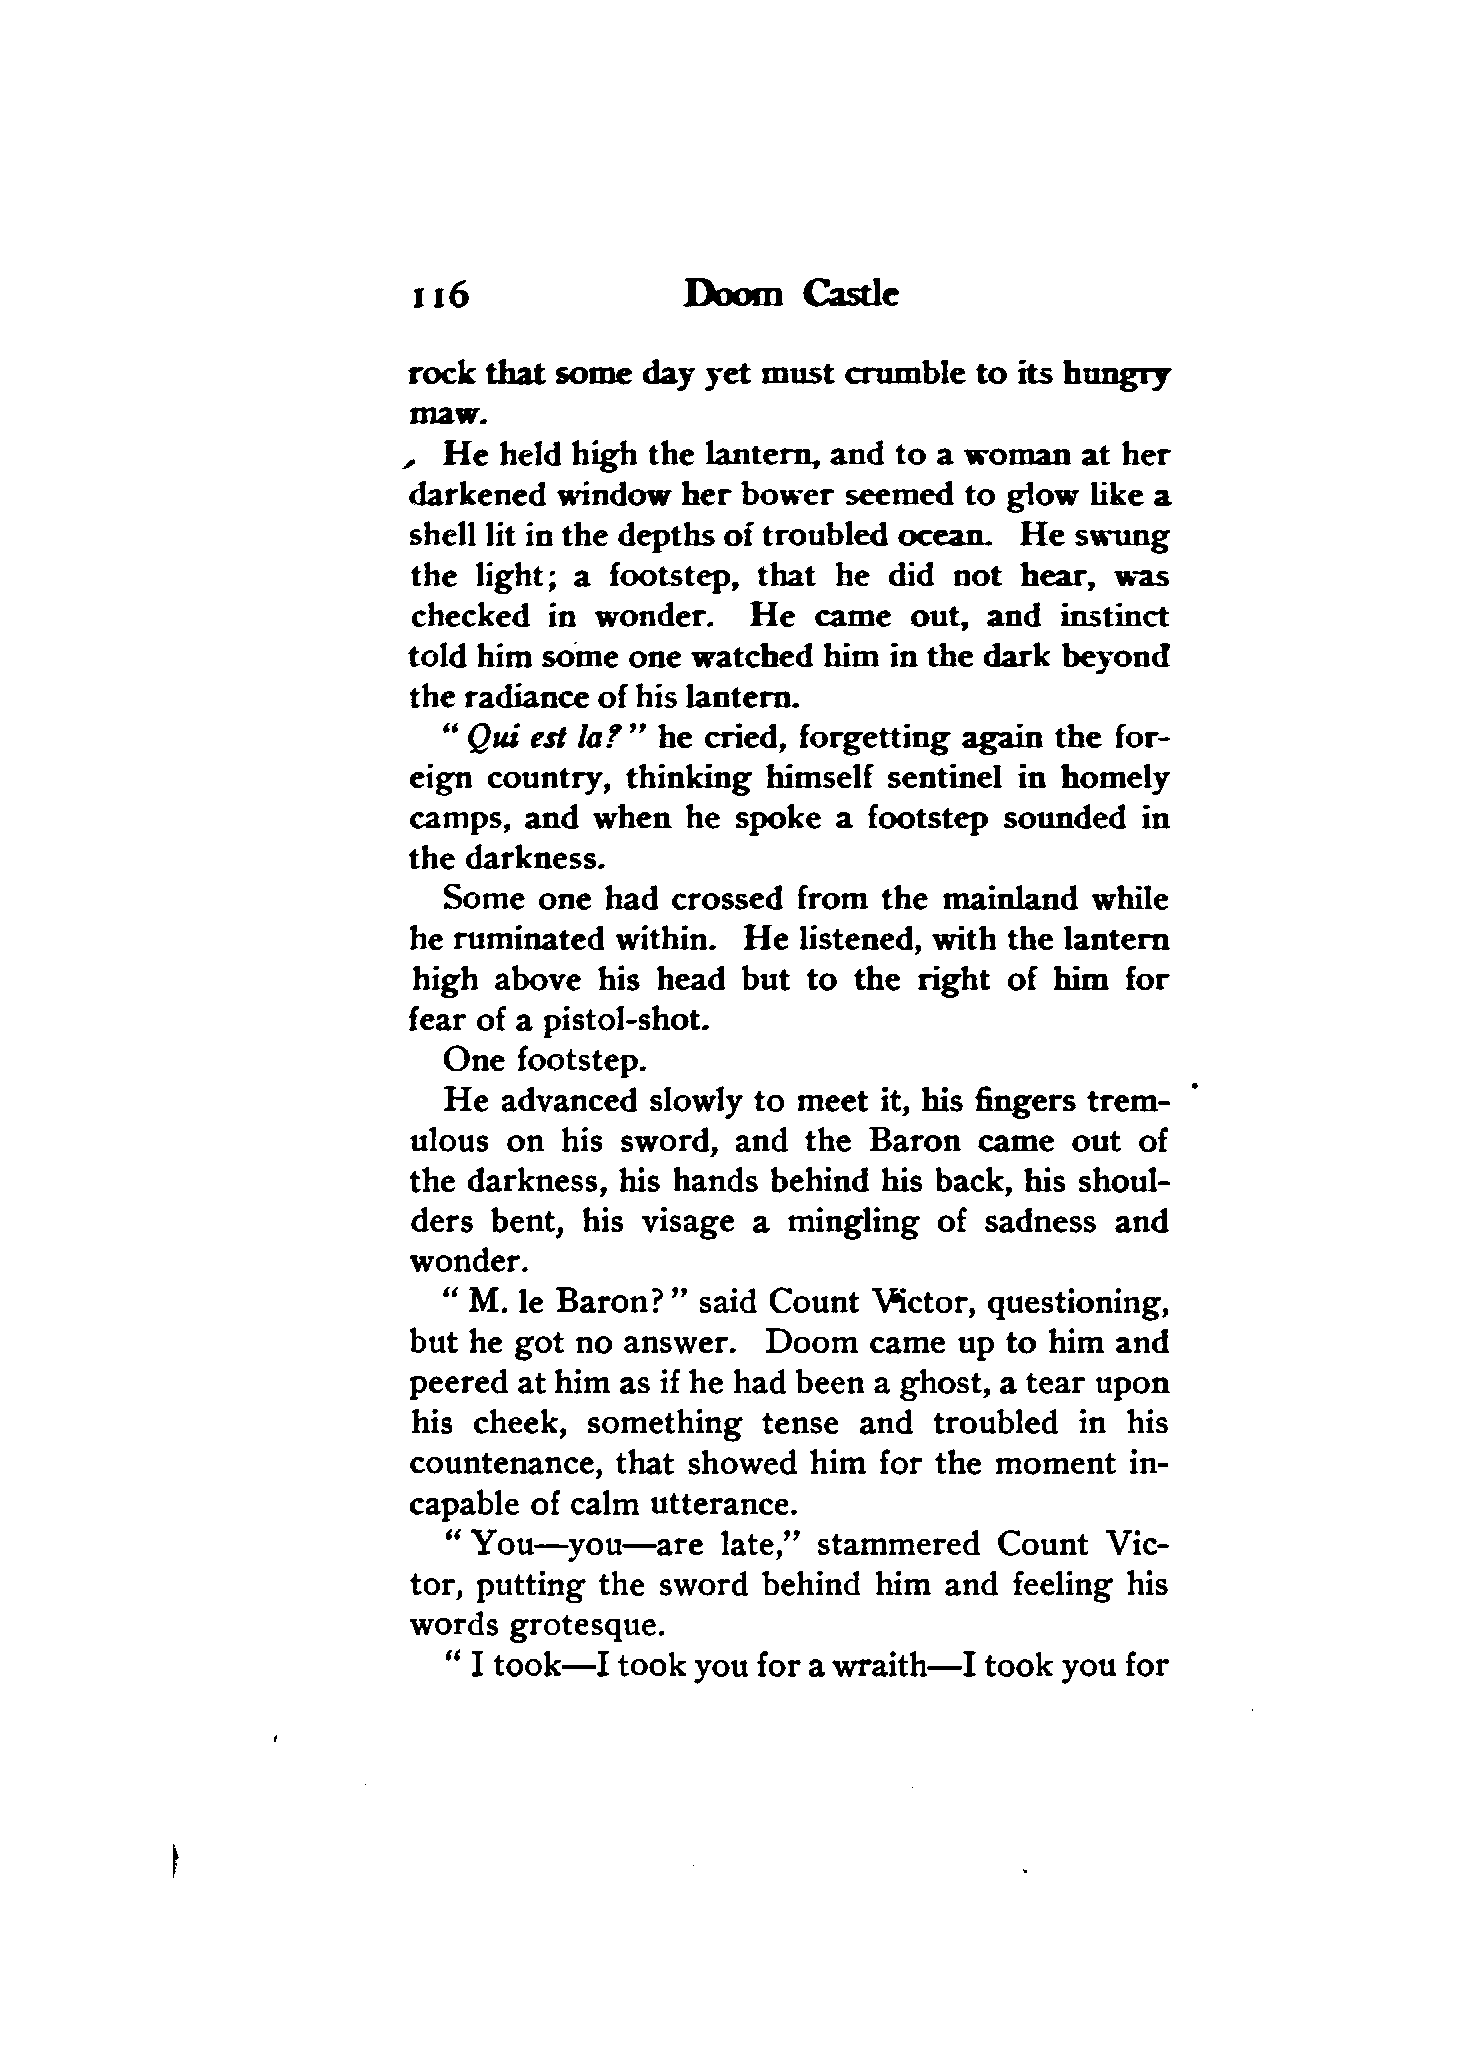 116 Doom Castle
rock that some day yet must crumble to its hungry
maw.
He held high the lantern, and to a woman at her
darkened window her bower seemed to glow like a
shell lit in the depths of troubled ocean. He swung
the light; a footstep, that he did not hear, was
checked in wonder. He came out, and instinct
told him some one watched him in the dark beyond
the radiance of his lantern.
“Qui est la?” he cried, forgetting again the for-
eign country, thinking himself sentinel in homely
camps, and when he spoke a footstep sounded in
the darkness.
Some one had crossed from the mainland while
he ruminated within. He listened, with the lantern
high above his head but to the right of him for
fear of a pistol-shot.
One footstep.
He advanced slowly to meet it, his fingers trem-
ulous on his sword, and the Baron came out of
the darkness, his hands behind his back, his shoul-
ders bent, his visage a mingling of sadness and
wonder.
“M. le Baron?” said Count Victor, questioning,
but he got no answer. Doom came up to him and
peered at him as if he had been a ghost, a tear upon
his cheek, something tense and troubled in his
countenance, that showed him for the moment in-
capable of calm utterance.
“You—you—are late,” stammered Count Vic-
tor, putting the sword behind him and feeling his
words grotesque.
“I took—I took you for a wraith—I took you for